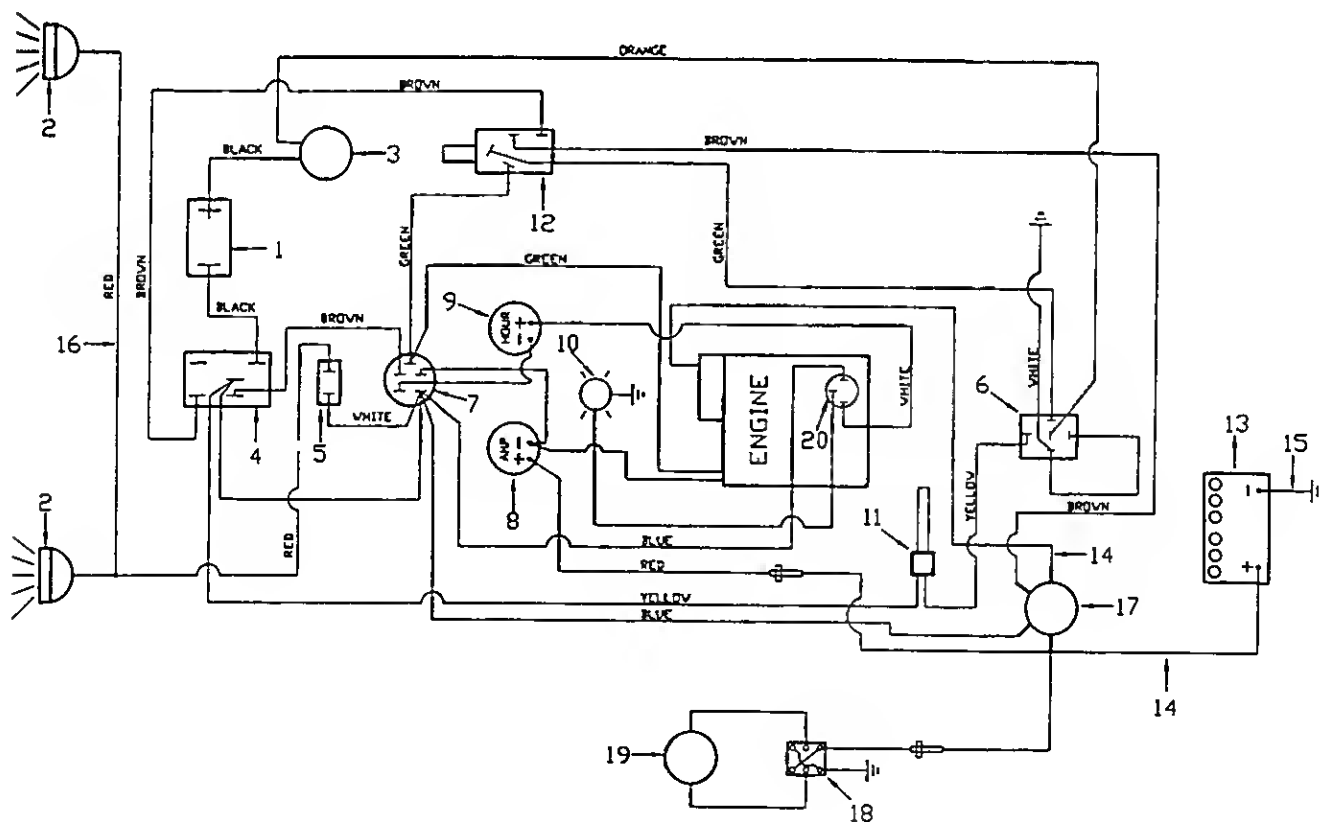 ORANGE
2
BROWN
BLACK
3
BROWN
12
1
RED
BROWN
GREEN
GREEN
GREEN
BLACK
9
HOUR
+
-
10
WHITE
16
BROWN
7
6
ENGINE
WHITE
20
4
5
WHITE
AMP
-
+
8
13
15
-
+
YELLOW
BROWN
2
RED
11
BLUE
14
RED
YELLOW
BLUE
17
14
19
18